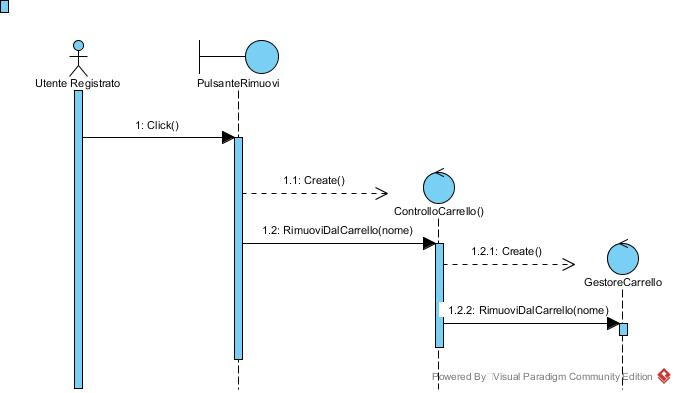 Utente Registrato
PulsanteRimuovi
1: Click()
1.1: Create()
ControlloCarrello()
1.2: RimuoviDalCarrello(nome)
1.2.1: Create()
GestoreCarrello
1.2.2: RimuoviDalCarrello(nome)
Powered By Visual Paradigm Community Edition